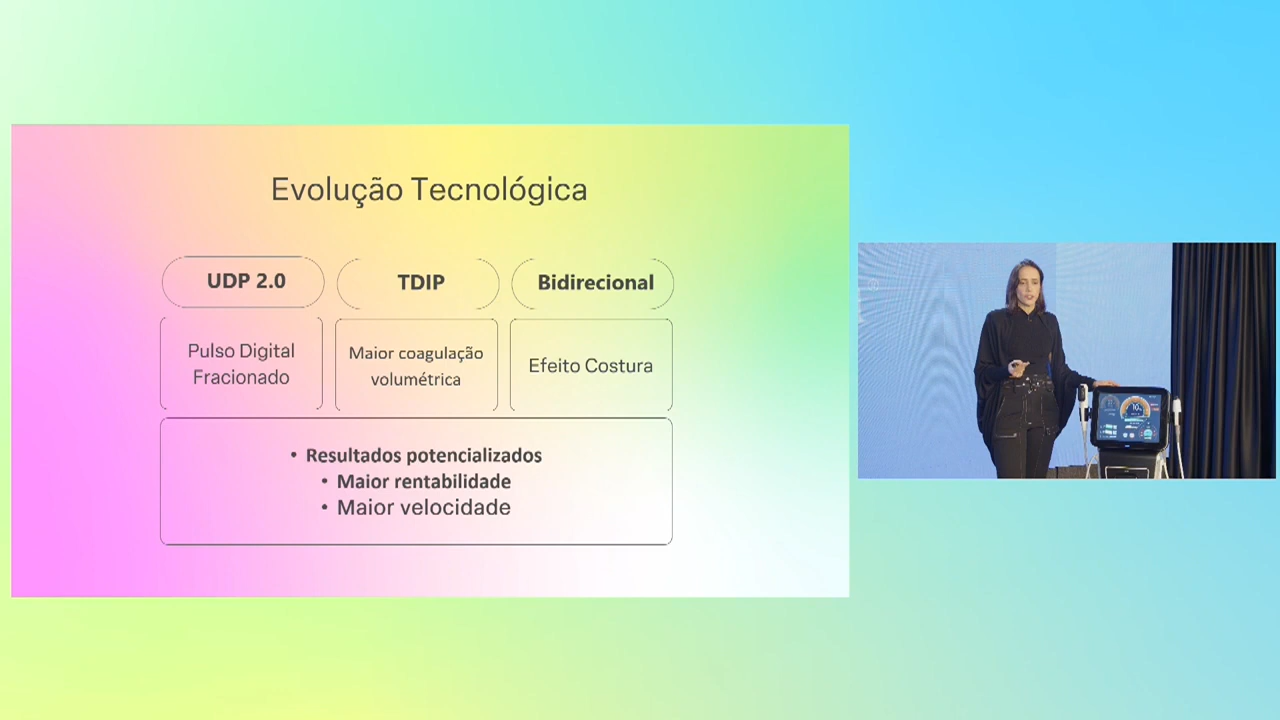 Evolução Tecnológica
UDP 2.0
TDIP
Bidirecional
Pulso Digital
Fracionado
Maior coagulação
volumétrica
Efeito Costura
• Resultados potencializados
• Maior rentabilidade
• Maior velocidade